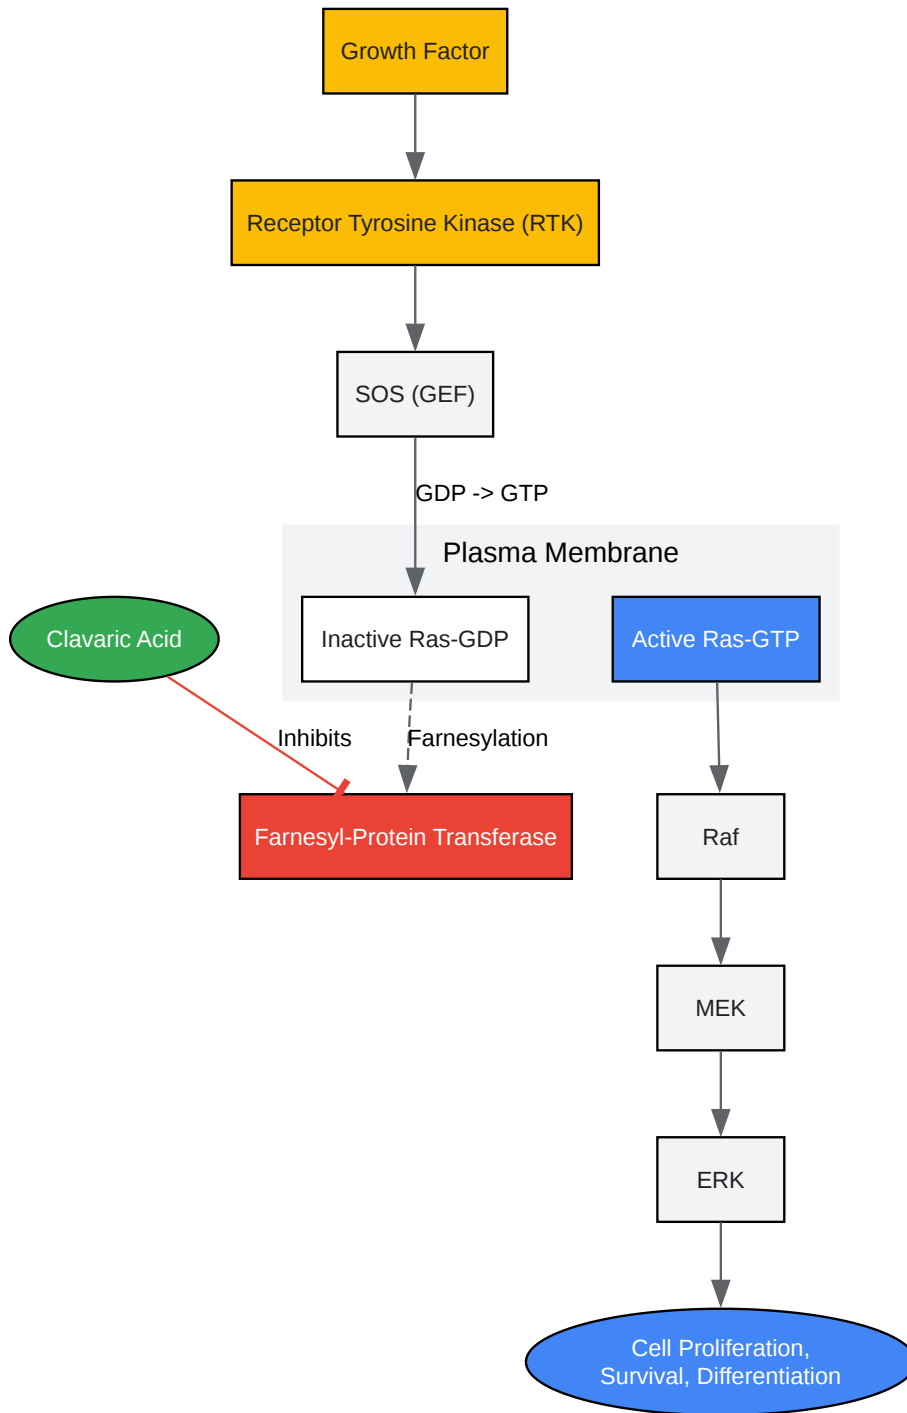 Growth Factor
Receptor Tyrosine Kinase (RTK)
SOS (GEF)
GDP -> GTP
Plasma Membrane
Clavaric Acid
Inactive Ras-GDP
Active Ras-GTP
Inhibits
Farnesylation
Farnesyl-Protein Transferase
Raf
MEK
ERK
Cell Proliferation,
Survival, Differentiation